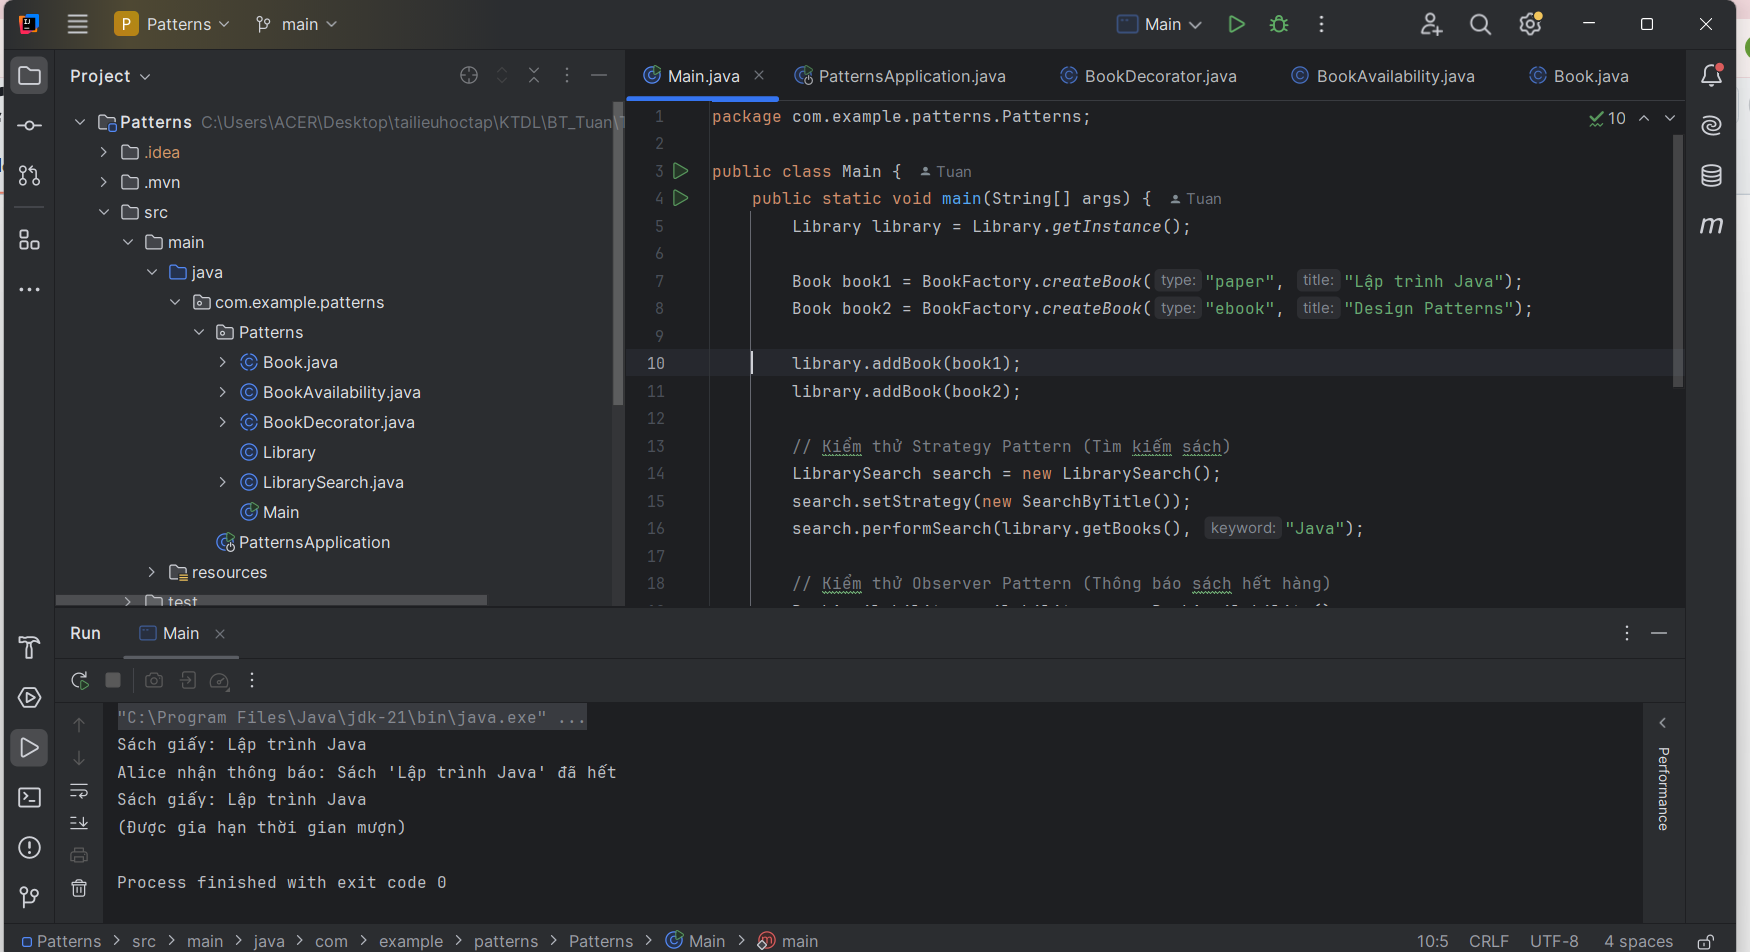 P Patterns main Main
Project
Patterns C:\Users\ACER\Desktop\tailieuhoctap\KTDL\BT_Tuan\
.idea
.mvn
src
main
java
com.example.patterns
Patterns
Book.java
BookAvailability.java
BookDecorator.java
Library
LibrarySearch.java
Main
PatternsApplication
resources
test
Main.java PatternsApplication.java BookDecorator.java BookAvailability.java Book.java
10
1 package com.example.patterns.Patterns;
2
3 public class Main { Tuan
4 public static void main(String[] args) { Tuan
5 Library library = Library.getInstance();
6
7 Book book1 = BookFactory.createBook( type: "paper", title: "Lập trình Java");
8 Book book2 = BookFactory.createBook( type: "ebook", title: "Design Patterns");
9
10 library.addBook(book1);
11 library.addBook(book2);
12
13 // Kiểm thử Strategy Pattern (Tìm kiếm sách)
14 LibrarySearch search = new LibrarySearch();
15 search.setStrategy(new SearchByTitle());
16 search.performSearch(library.getBooks(), keyword: "Java");
17
18 // Kiểm thử Observer Pattern (Thông báo sách hết hàng)
Run Main
"C:\Program Files\Java\jdk-21\bin\java.exe" ...
Sách giấy: Lập trình Java
Alice nhận thông báo: Sách 'Lập trình Java' đã hết
Sách giấy: Lập trình Java
(Được gia hạn thời gian mượn)
Process finished with exit code 0
Performance
Patterns > src > main > java > com > example > patterns > Patterns > Main > main 10:5 CRLF UTF-8 4 spaces